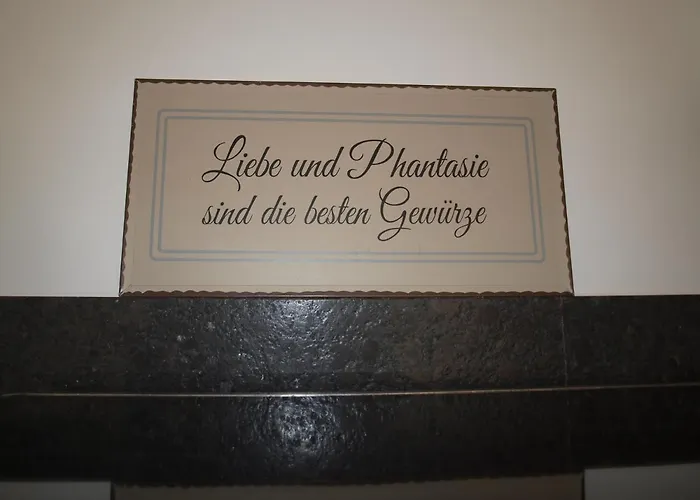 Liebe und Phantasie
sind die besten Gewürze